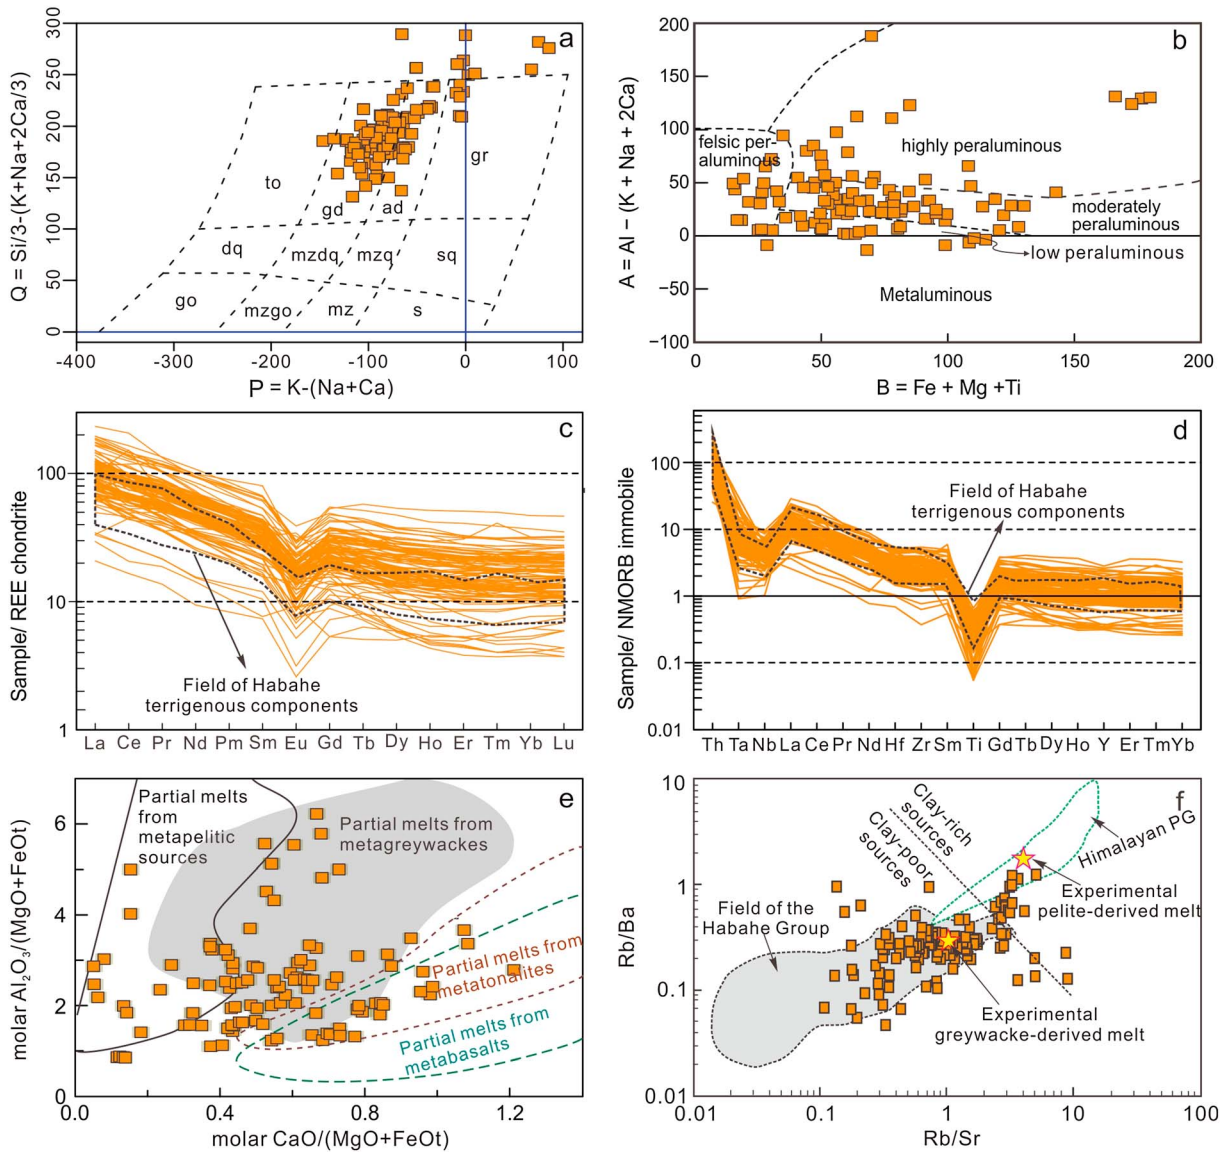 a
Q = Si/3-(K+Na+2Ca/3)
300
250
200
150
100
50
0
to
gd
ad
gr
dq
mzdq
mzq
sq
go
mzgo
mz
s
-400
-300
-200
-100
0
100
P = K-(Na+Ca)
b
A = Al − (K + Na + 2Ca)
200
150
100
50
0
−50
−100
felsic per-
aluminous
highly peraluminous
moderately
peraluminous
low peraluminous
Metaluminous
0
50
100
150
200
B = Fe + Mg +Ti
c
Sample/ REE chondrite
100
10
1
Field of Habahe
terrigenous components
La Ce Pr Nd Pm Sm Eu Gd Tb Dy Ho Er Tm Yb Lu
d
Sample/ NMORB immobile
100
10
1
0.1
0.01
Field of Habahe
terrigenous components
Th Ta Nb La Ce Pr Nd Hf Zr Sm Ti Gd Tb Dy Ho Y Er Tm Yb
e
molar Al₂O₃/(MgO+FeOt)
6
4
2
0
Partial melts
from
metapelitic
sources
Partial melts from
metagreywackes
Partial melts from
metatonalites
Partial melts from
metabasalts
0.0
0.4
0.8
1.2
molar CaO/(MgO+FeOt)
f
Rb/Ba
10
1
0.1
0.01
Clay-rich
sources
Clay-poor
sources
Himalayan PG
Experimental
pelite-derived melt
Field of the
Habahe Group
Experimental
greywacke-derived melt
0.01
0.1
1
10
100
Rb/Sr